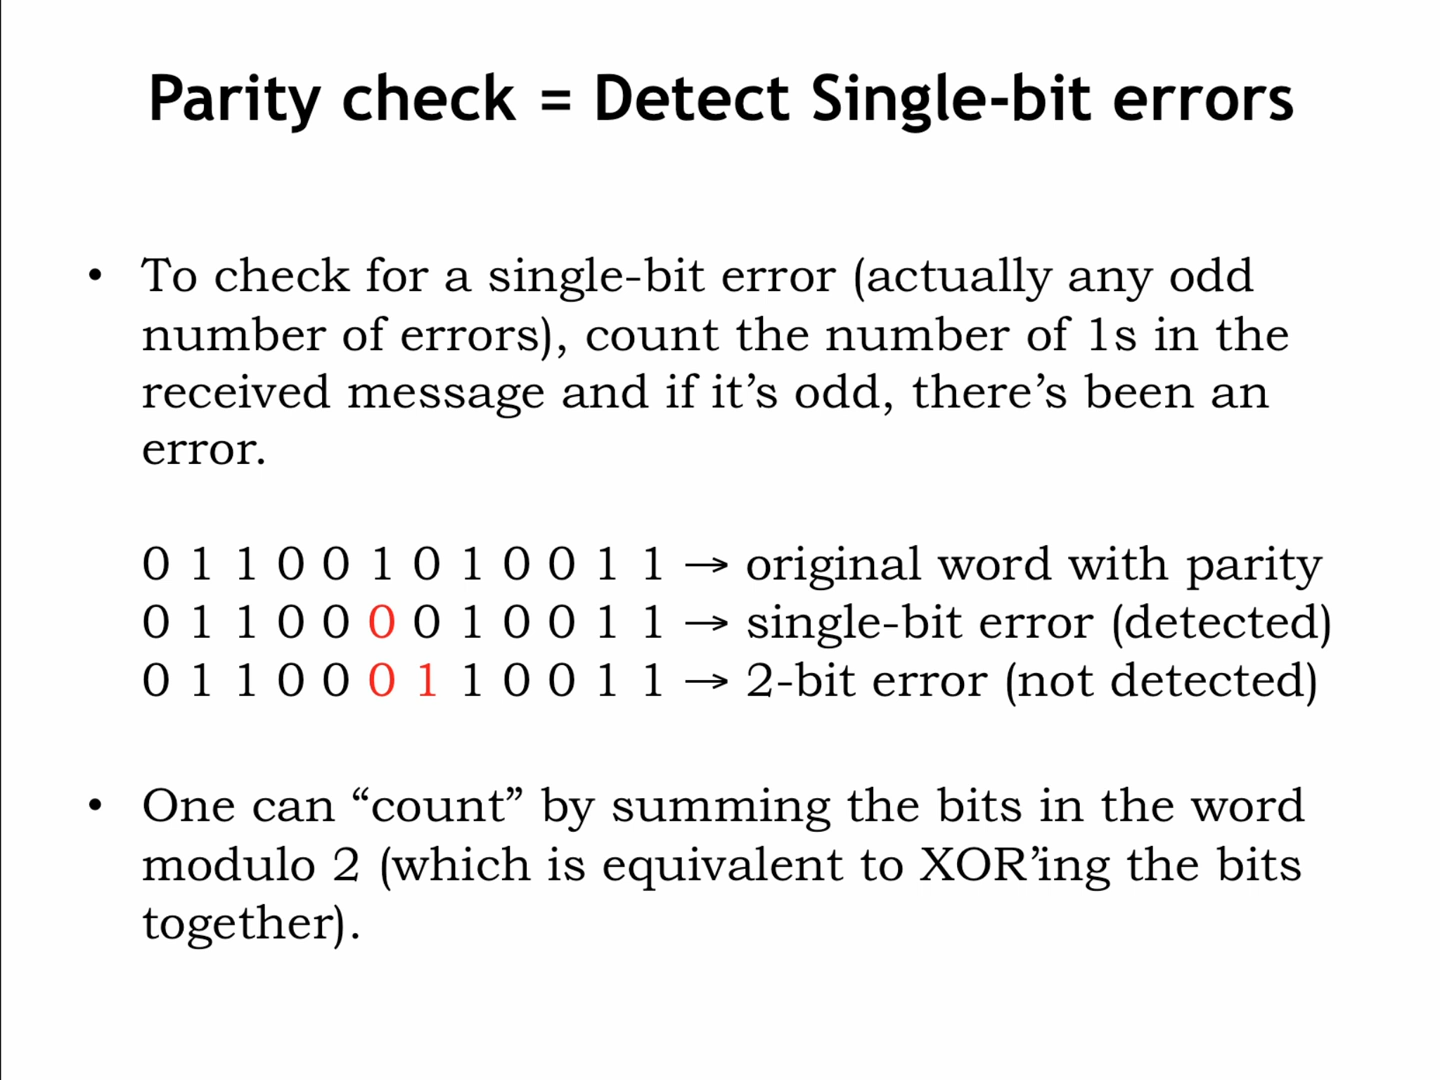 Parity check = Detect Single-bit errors
• To check for a single-bit error (actually any odd
number of errors), count the number of 1s in the
received message and if it’s odd, there’s been an
error.
0 1 1 0 0 1 0 1 0 0 1 1 → original word with parity
0 1 1 0 0 0 0 1 0 0 1 1 → single-bit error (detected)
0 1 1 0 0 0 1 1 0 0 1 1 → 2-bit error (not detected)
• One can “count” by summing the bits in the word
modulo 2 (which is equivalent to XOR’ing the bits
together).